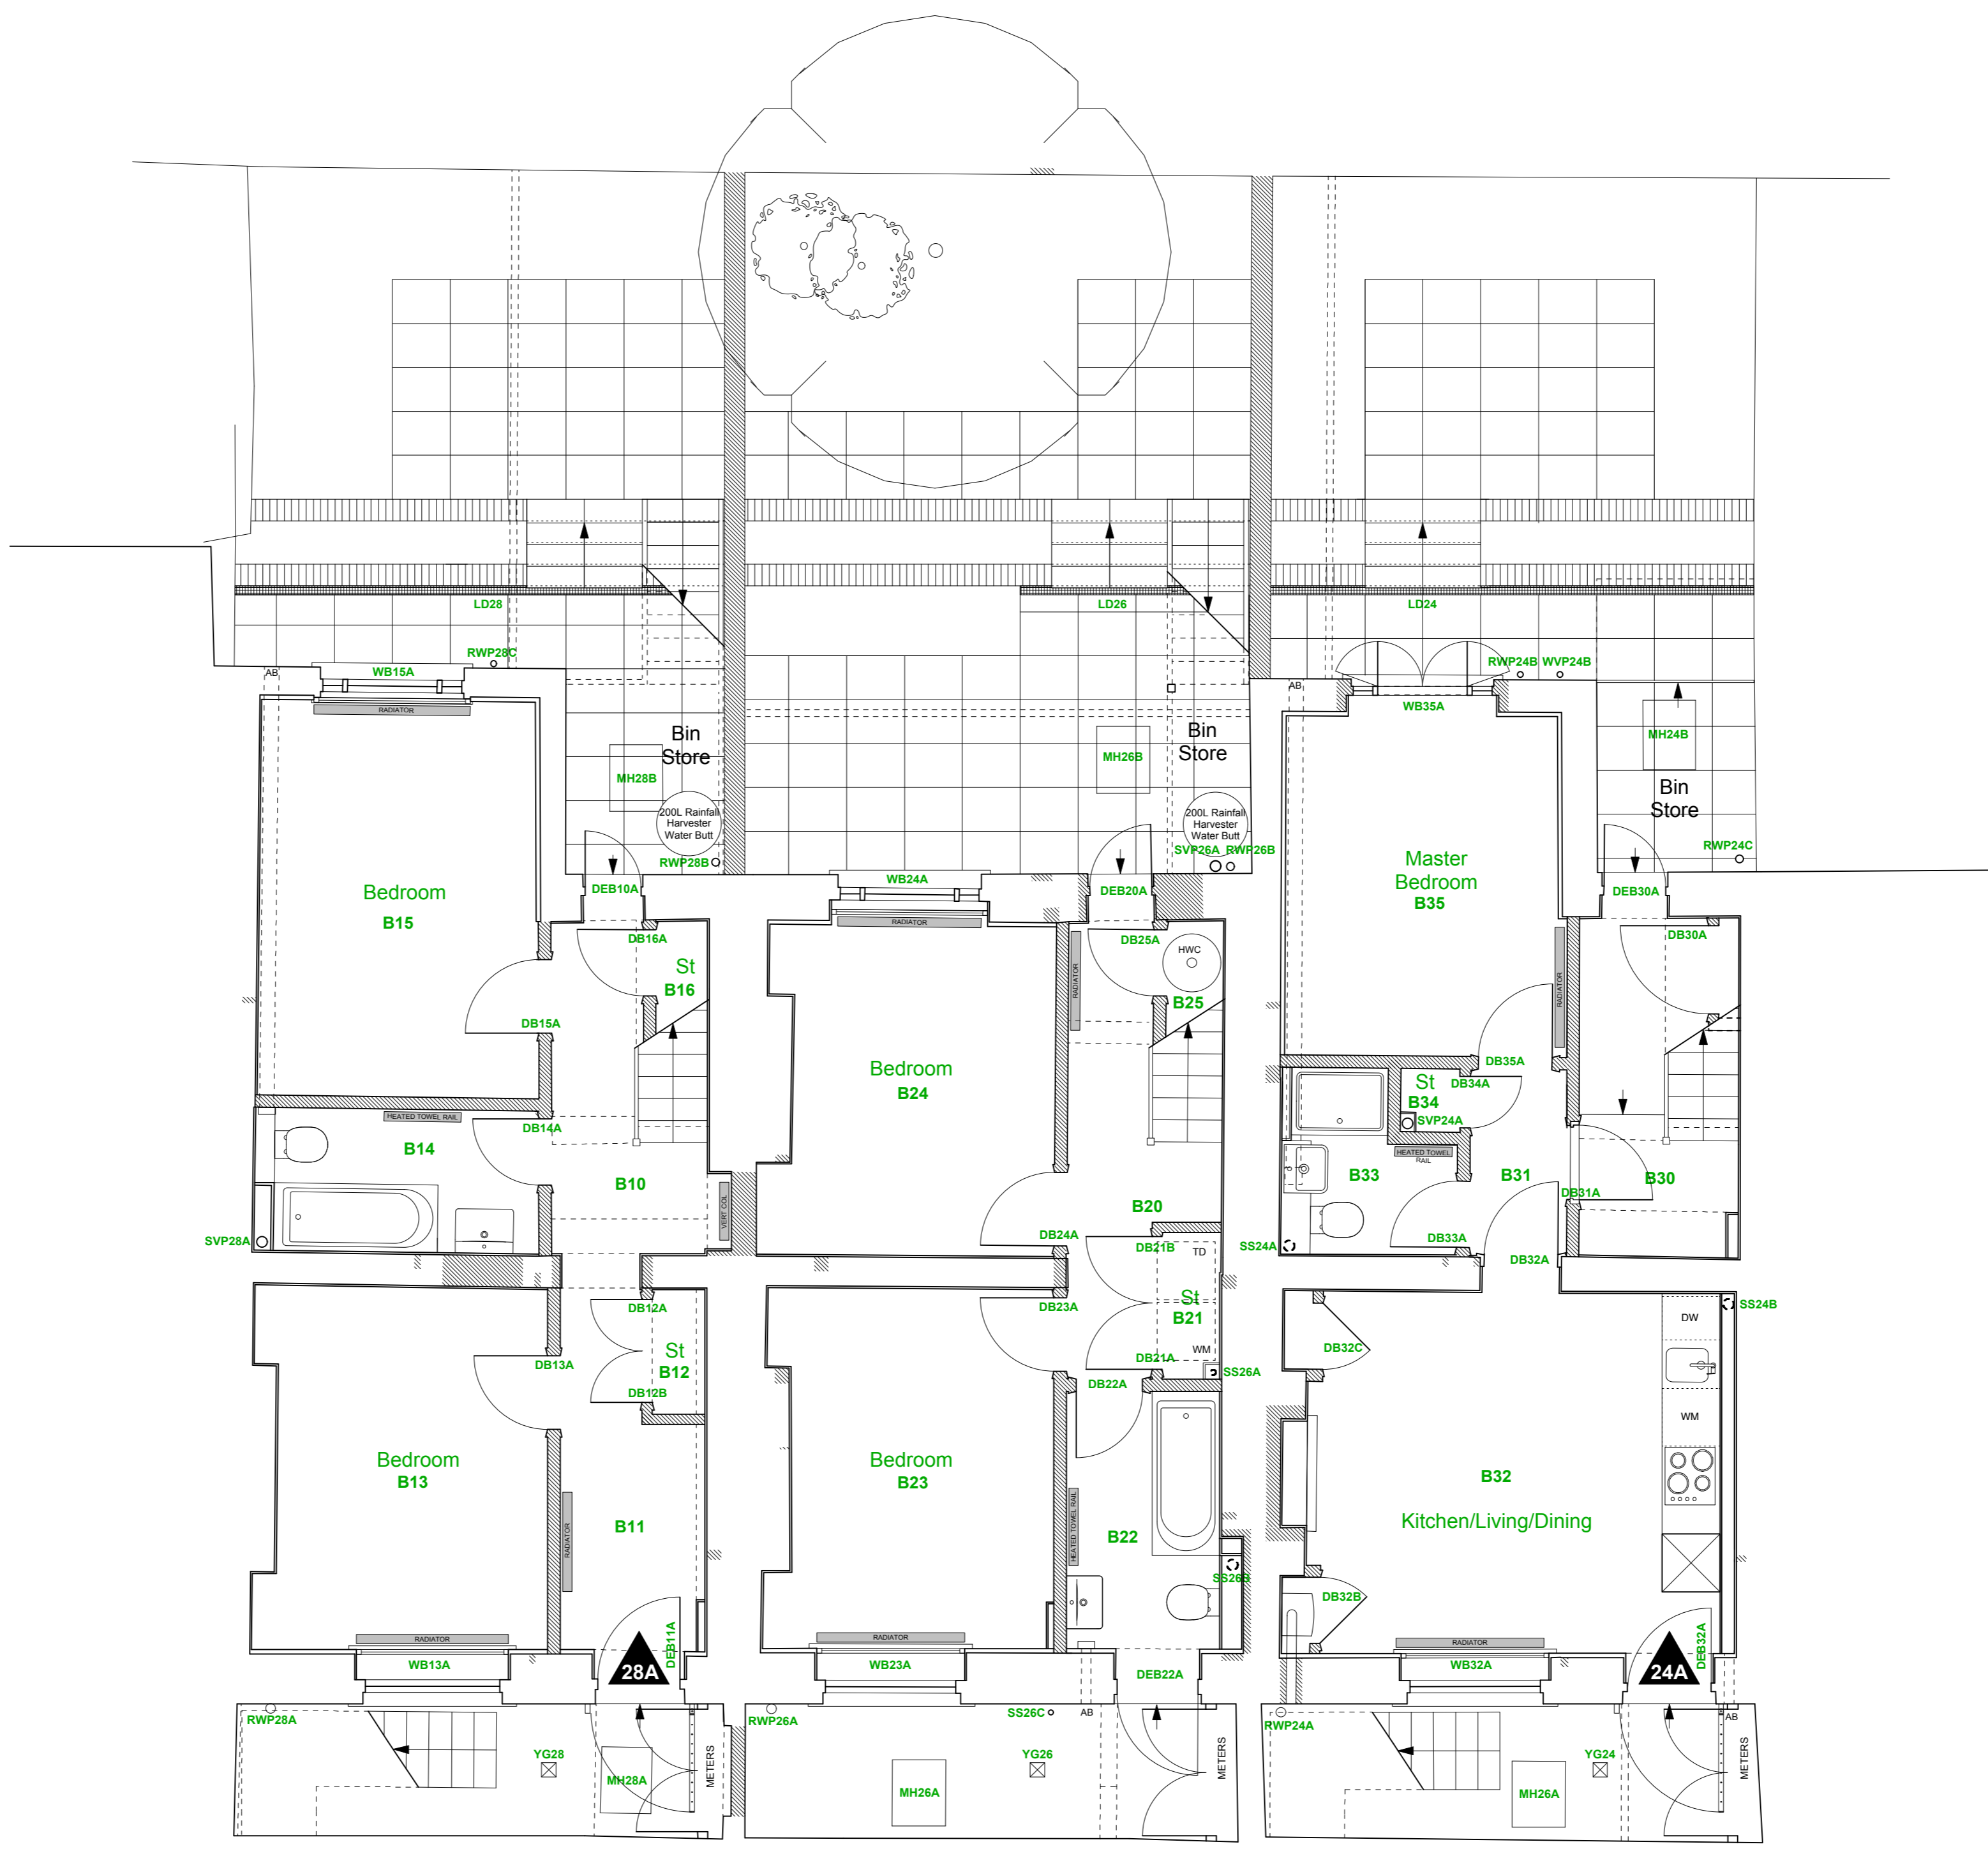 LD28
LD26
LD24
RWP28C
AB
WB15A
RADIATOR
RWP24B WVP24B
AB
WB35A
Bin
Store
MH28B
Bin
Store
MH26B
MH24B
Bin
Store
200L Rainfall
Harvester
Water Butt
RWP28B
200L Rainfall
Harvester
Water Butt
SVP26A RWP26B
RWP24C
Bedroom
B15
DEB10A
WB24A
RADIATOR
DEB20A
Master
Bedroom
B35
DEB30A
DB16A
St
B16
DB15A
RADIATOR
DB25A
HWC
B25
RADIATOR
DB30A
Bedroom
B24
DB35A
St
B34
DB34A
SVP24A
HEATED TOWEL RAIL
DB14A
B14
B10
VERT COL
SVP28A
B20
DB24A
DB21B
TD
HEATED TOWEL
RAIL
B33
B31
DB31A
B30
SS24A
DB33A
DB32A
DB12A
St
B12
DB12B
DB13A
DB23A
St
B21
WM
DB21A
DB22A
SS26A
DB32C
DW
SS24B
WM
Bedroom
B13
RADIATOR
B11
Bedroom
B23
HEATED TOWEL RAIL
B22
SS26B
B32
Kitchen/Living/Dining
DB32B
RADIATOR
WB13A
28A
DEB11A
RADIATOR
WB23A
DEB22A
RADIATOR
WB32A
24A
DEB32A
RWP28A
YG28
MH28A
METERS
RWP26A
SS26C
AB
YG26
MH26A
METERS
RWP24A
YG24
MH26A
AB
METERS